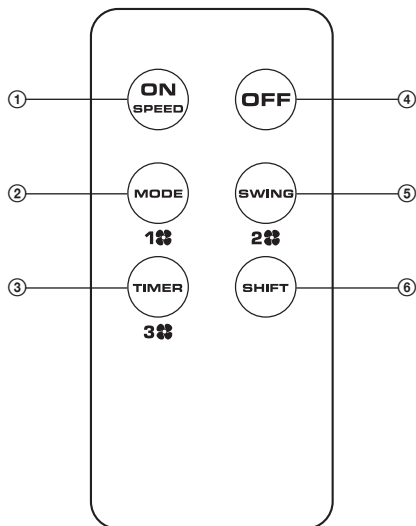 ① ON ④
SPEED OFF
② MODE SWING ⑤
1 2
③ TIMER SHIFT ⑥
3